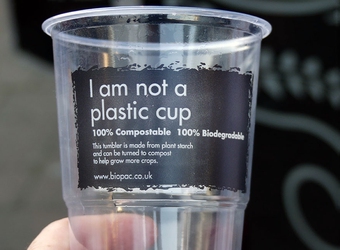 I am not a
plastic cup
100% Compostable 100% Biodegradable
This tumbler is made from plant starch
and can be turned to compost
to help grow more crops.
www.biopac.co.uk